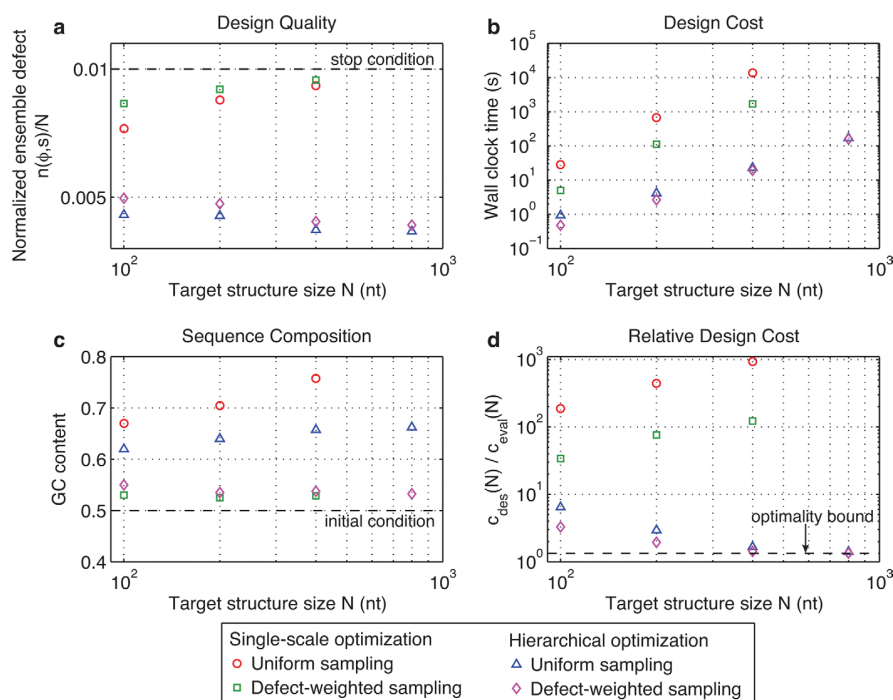 a
Design Quality
Normalized ensemble defect
n(ϕ,s)/N
0.01
0.005
stop condition
10²
10³
Target structure size N (nt)
b
Design Cost
Wall clock time (s)
10⁵
10⁴
10³
10²
10¹
10⁰
10⁻¹
10²
10³
Target structure size N (nt)
c
Sequence Composition
GC content
0.8
0.7
0.6
0.5
0.4
initial condition
10²
10³
Target structure size N (nt)
d
Relative Design Cost
c_des(N) / c_eval(N)
10³
10²
10¹
10⁰
optimality bound
10²
10³
Target structure size N (nt)
Single-scale optimization
Uniform sampling
Defect-weighted sampling
Hierarchical optimization
Uniform sampling
Defect-weighted sampling